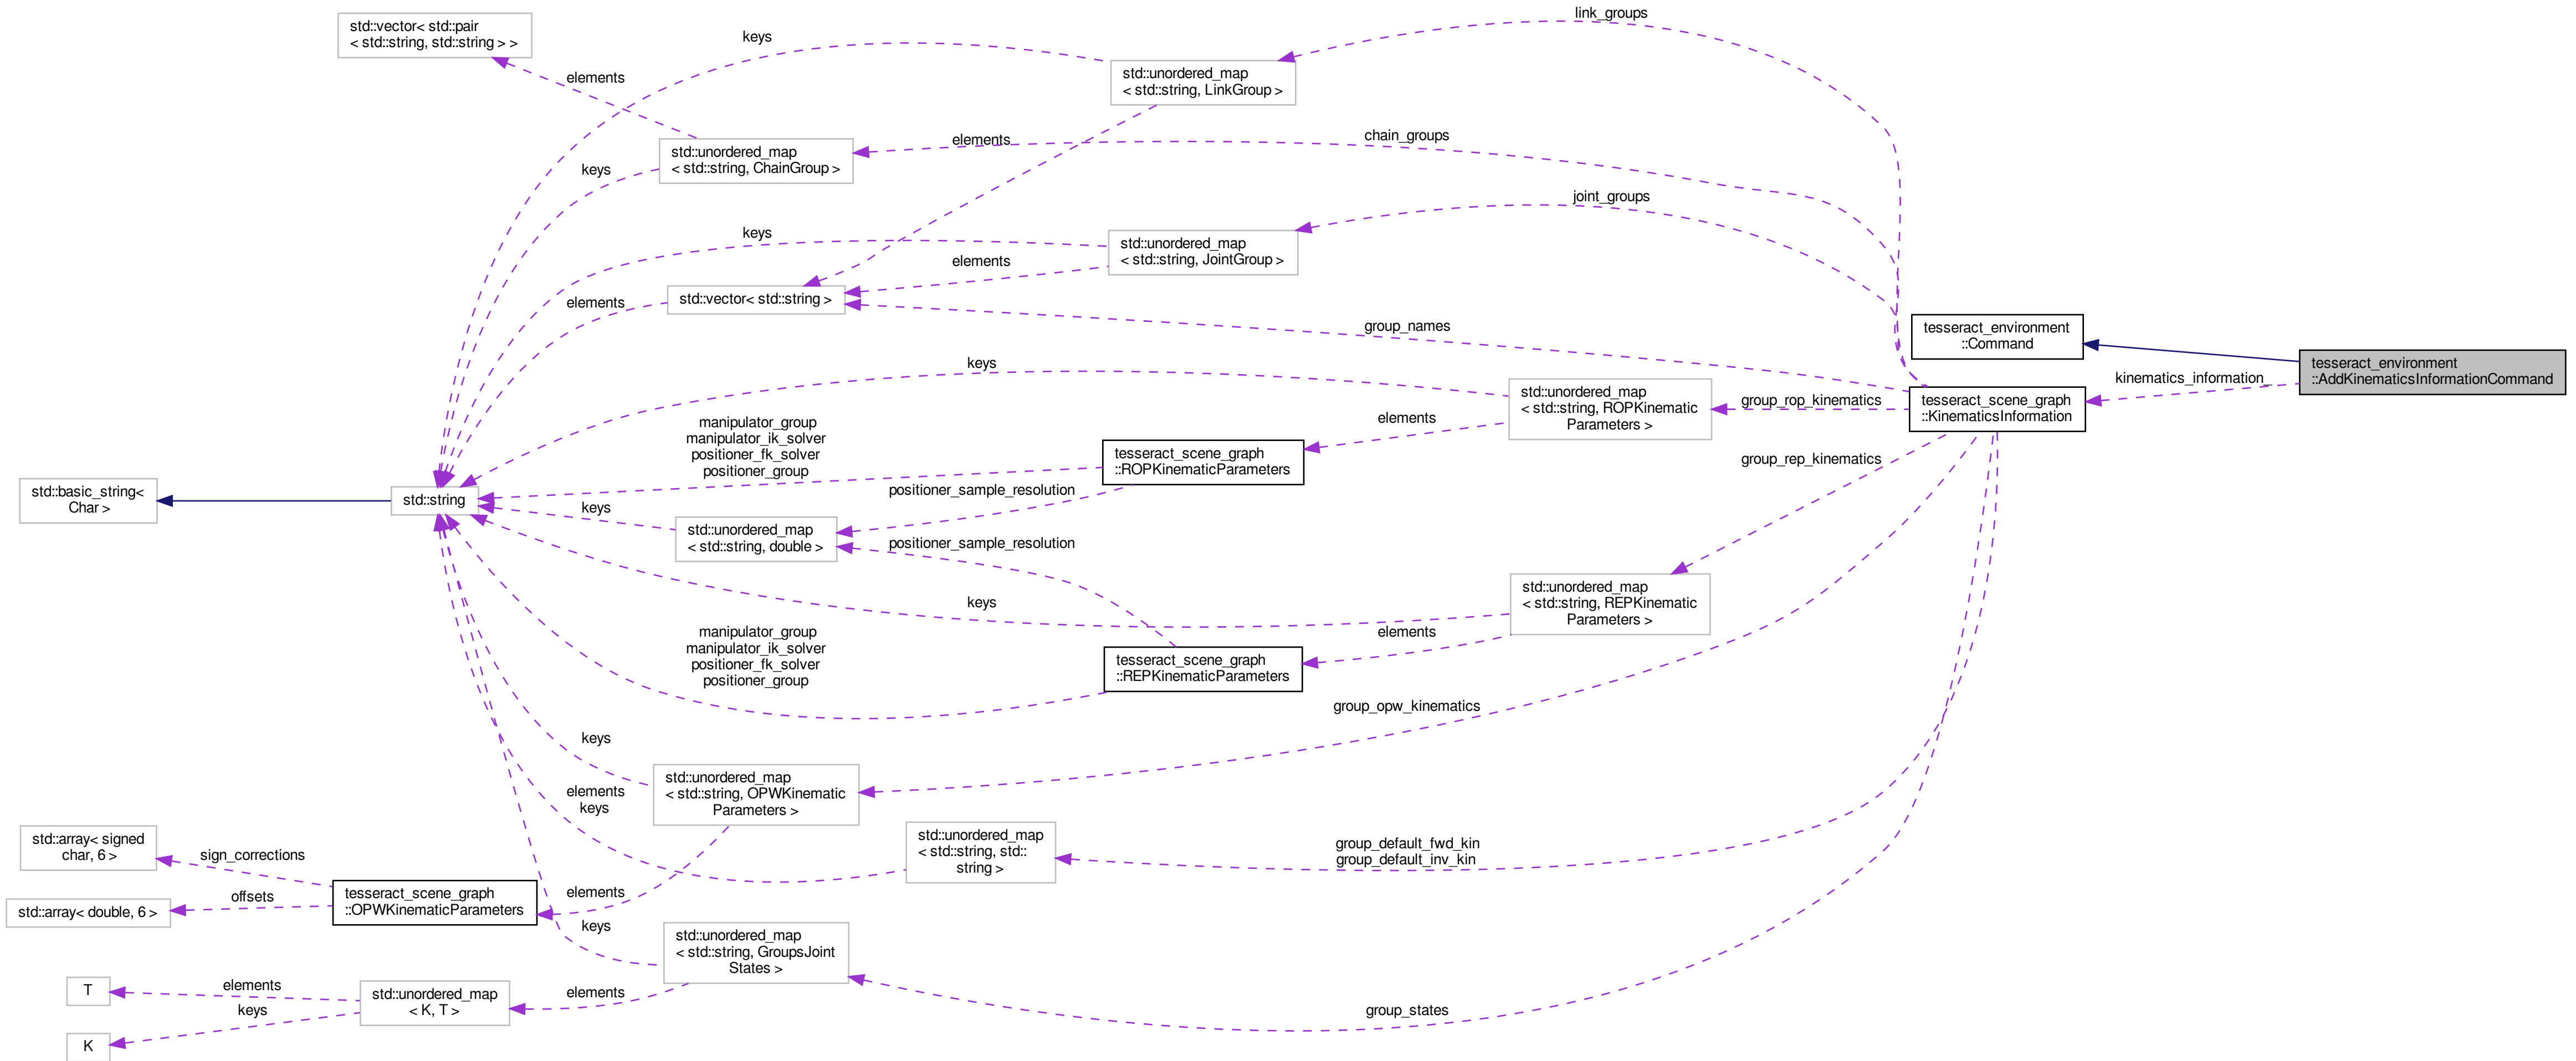 link_groups
std::vector< std::pair
< std::string, std::string > >
keys
elements
std::unordered_map
< std::string, LinkGroup >
chain_groups
elements
std::unordered_map
< std::string, ChainGroup >
keys
joint_groups
keys
std::unordered_map
< std::string, JointGroup >
elements
std::vector< std::string >
elements
group_names
tesseract_environment
::Command
tesseract_environment
::AddKinematicsInformationCommand
kinematics_information_
keys
std::unordered_map
< std::string, ROPKinematic
Parameters >
group_rop_kinematics
tesseract_scene_graph
::KinematicsInformation
elements
manipulator_group
manipulator_ik_solver
positioner_fk_solver
positioner_group
tesseract_scene_graph
::ROPKinematicParameters
group_rep_kinematics
std::basic_string<
Char >
std::string
positioner_sample_resolution
keys
std::unordered_map
< std::string, double >
positioner_sample_resolution
std::unordered_map
< std::string, REPKinematic
Parameters >
keys
elements
manipulator_group
manipulator_ik_solver
positioner_fk_solver
positioner_group
tesseract_scene_graph
::REPKinematicParameters
group_opw_kinematics
keys
std::unordered_map
< std::string, OPWKinematic
Parameters >
elements
keys
std::unordered_map
< std::string, std::
string >
group_default_fwd_kin
group_default_inv_kin
std::array< signed
char, 6 >
sign_corrections
tesseract_scene_graph
::OPWKinematicParameters
elements
std::array< double, 6 >
offsets
keys
std::unordered_map
< std::string, GroupsJoint
States >
T
elements
keys
std::unordered_map
< K, T >
elements
group_states
K